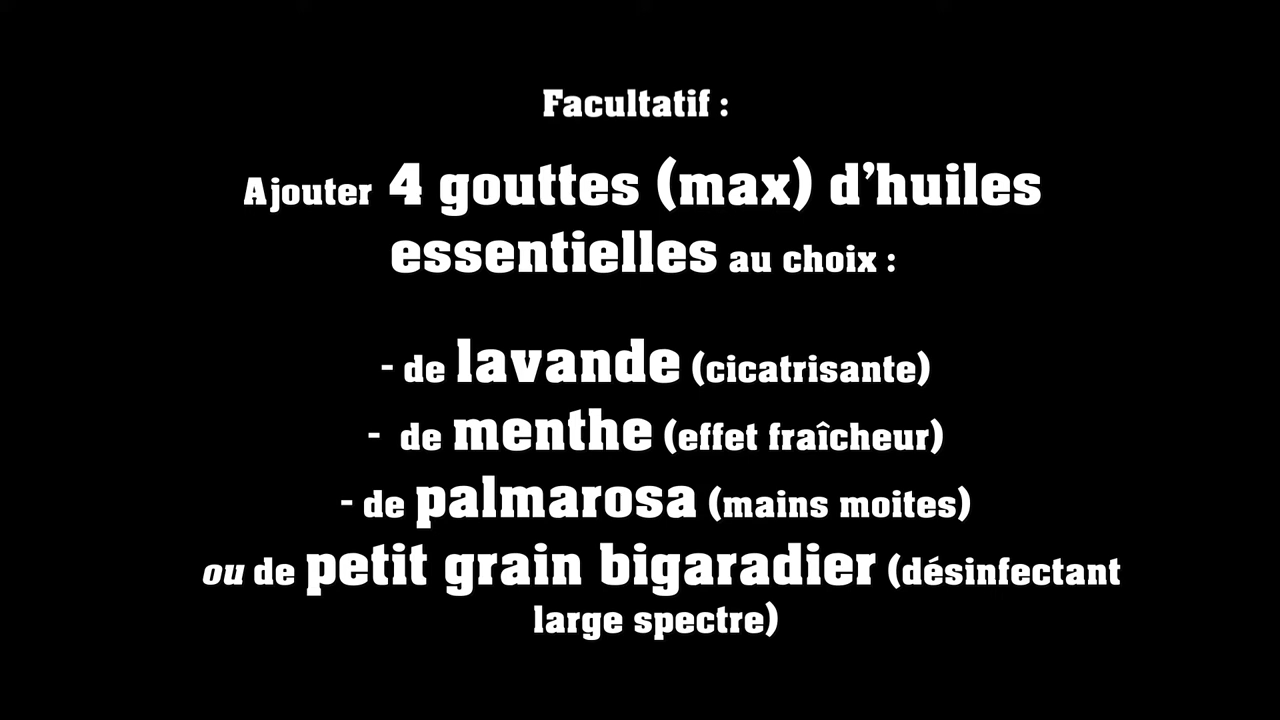 Facultatif :
Ajouter 4 gouttes (max) d'huiles
essentielles au choix :
- de lavande (cicatrisante)
- de menthe (effet fraîcheur)
- de palmarosa (mains moites)
ou de petit grain bigaradier (désinfectant
large spectre)